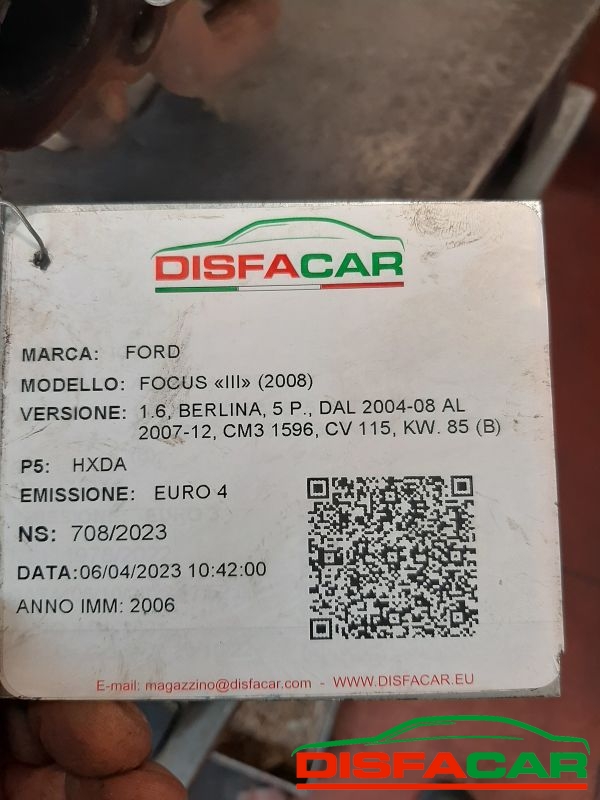 DISFACAR
MARCA: FORD
MODELLO: FOCUS «III» (2008)
VERSIONE: 1.6, BERLINA, 5 P., DAL 2004-08 AL
2007-12, CM3 1596, CV 115, KW. 85 (B)
P5: HXDA
EMISSIONE: EURO 4
NS: 708/2023
DATA:06/04/2023 10:42:00
ANNO IMM: 2006
E-mail: magazzino@disfacar.com - WWW.DISFACAR.EU
DISFACAR